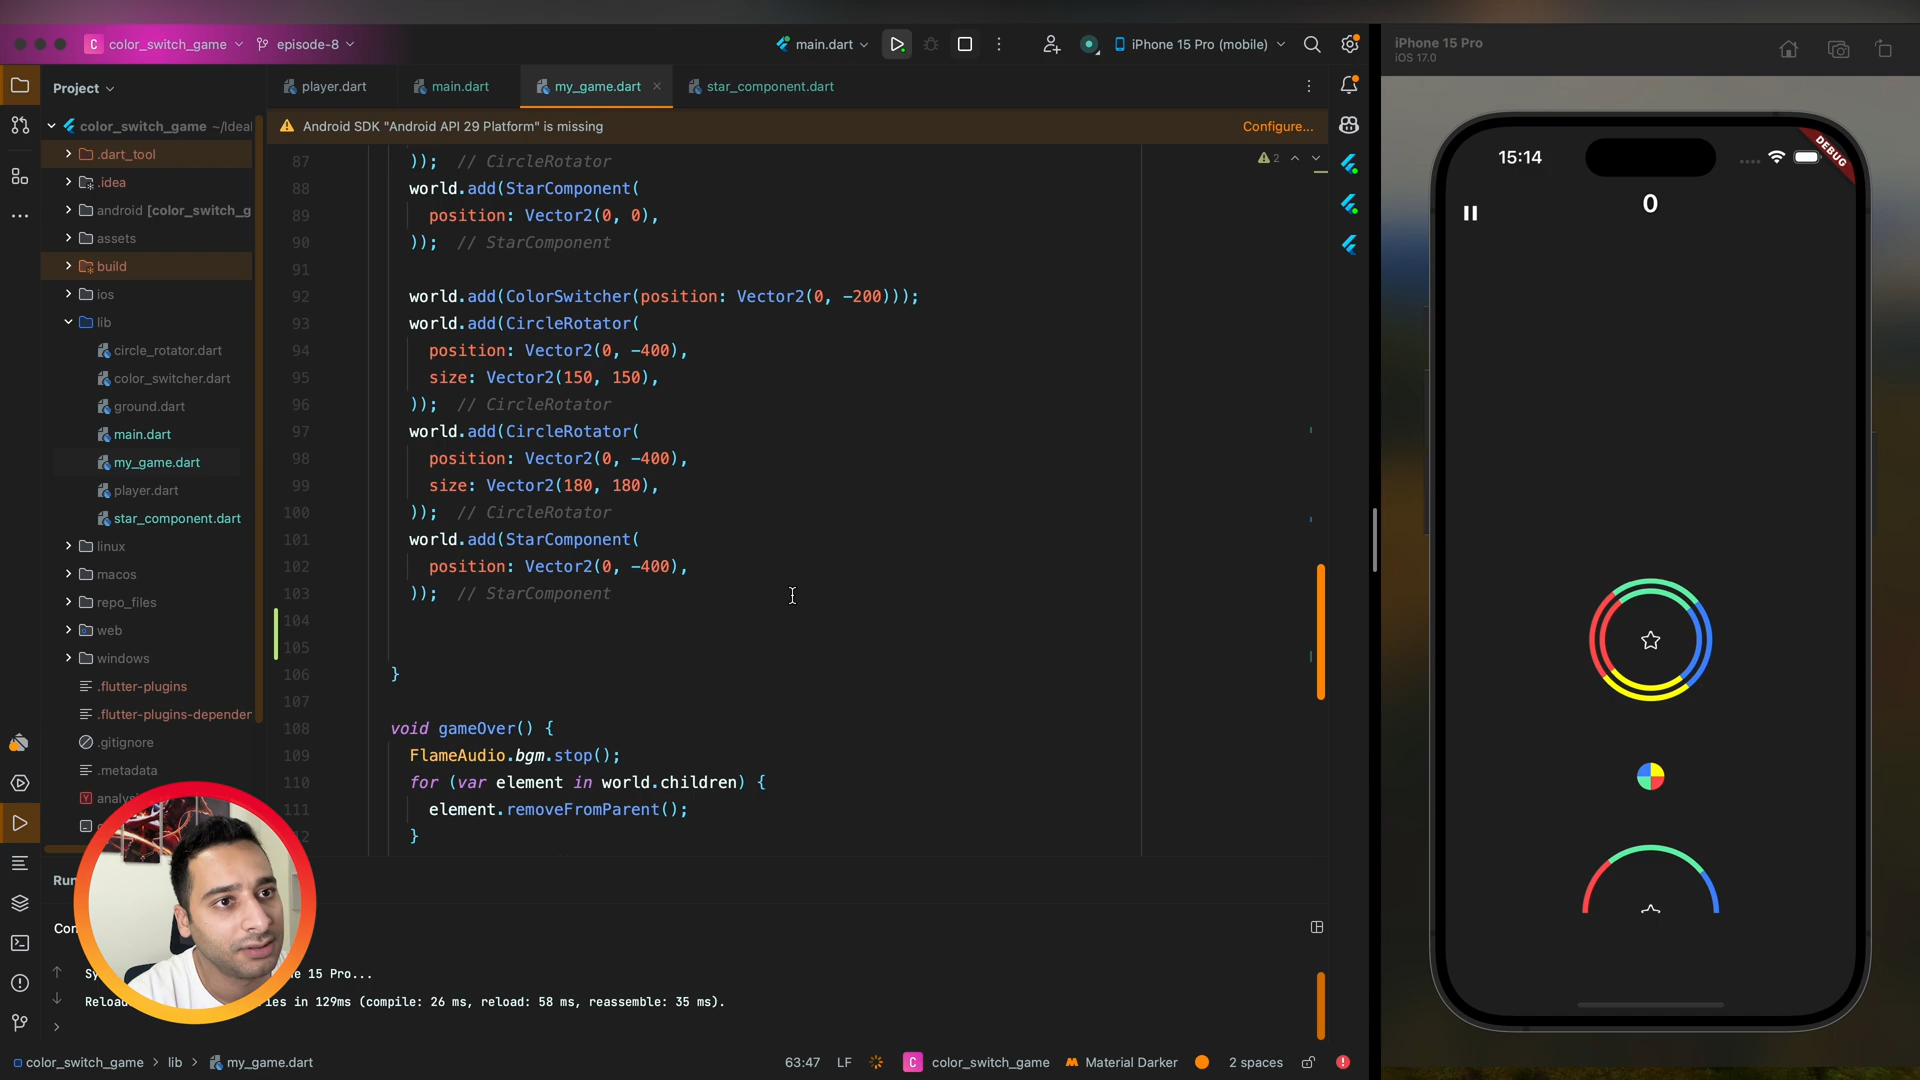 C color_switch_game
episode-8
main.dart
iPhone 15 Pro (mobile)
iPhone 15 Pro
iOS 17.0
Project
player.dart
main.dart
my_game.dart
star_component.dart
Android SDK "Android API 29 Platform" is missing
Configure...
color_switch_game ~/Ideal
.dart_tool
.idea
android [color_switch_g
assets
build
ios
lib
circle_rotator.dart
color_switcher.dart
ground.dart
main.dart
my_game.dart
player.dart
star_component.dart
linux
macos
repo_files
web
windows
.flutter-plugins
.flutter-plugins-depender
.gitignore
.metadata
analys
2
87 )); // CircleRotator
88 world.add(StarComponent(
89 position: Vector2(0, 0),
90 )); // StarComponent
91
92 world.add(ColorSwitcher(position: Vector2(0, -200)));
93 world.add(CircleRotator(
94 position: Vector2(0, -400),
95 size: Vector2(150, 150),
96 )); // CircleRotator
97 world.add(CircleRotator(
98 position: Vector2(0, -400),
99 size: Vector2(180, 180),
100 )); // CircleRotator
101 world.add(StarComponent(
102 position: Vector2(0, -400),
103 )); // StarComponent
104
105
106 }
107
108 void gameOver() {
109 FlameAudio.bgm.stop();
110 for (var element in world.children) {
111 element.removeFromParent();
}
15:14
DEBUG
0
Run
Con
Sy e 15 Pro...
Reloa ies in 129ms (compile: 26 ms, reload: 58 ms, reassemble: 35 ms).
color_switch_game > lib > my_game.dart
63:47 LF C color_switch_game Material Darker 2 spaces